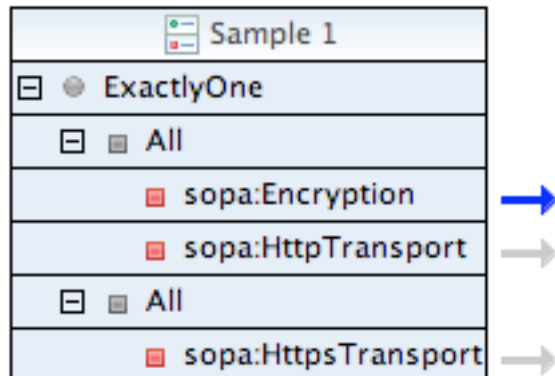 Sample 1
ExactlyOne
All
sopa:Encryption
sopa:HttpTransport
All
sopa:HttpsTransport